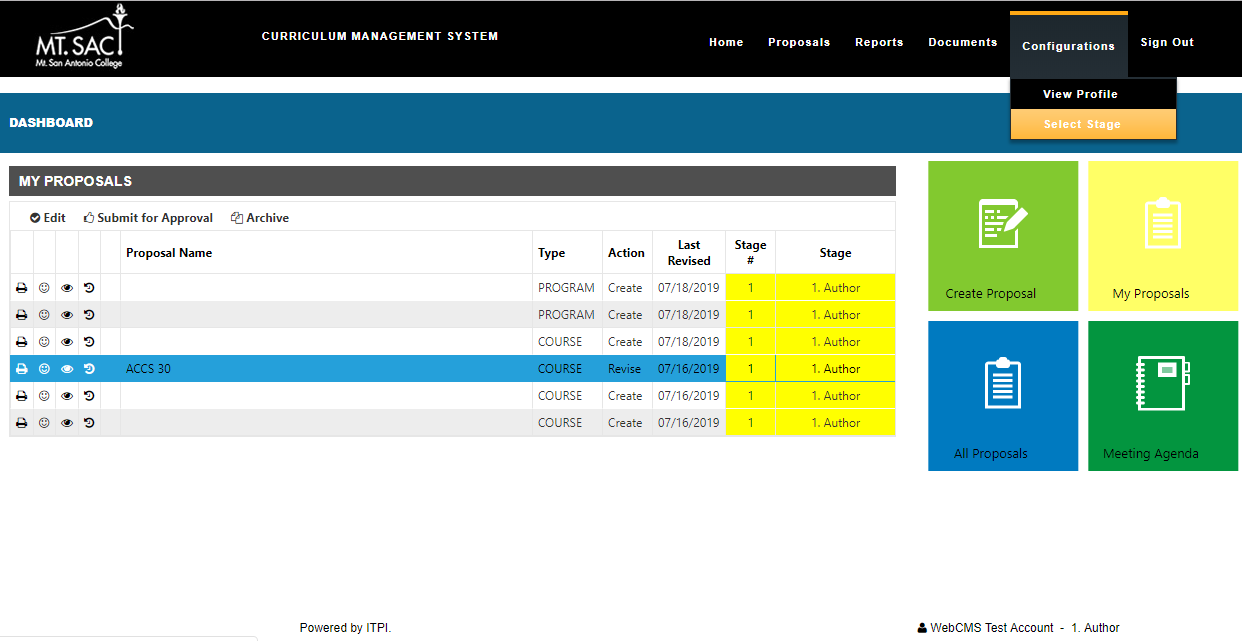 MT. SAC
Mt. San Antonio College
CURRICULUM MANAGEMENT SYSTEM
Home Proposals Reports Documents Configurations Sign Out
View Profile
Select Stage
DASHBOARD
MY PROPOSALS
Edit Submit for Approval Archive
Proposal Name Type Action Last Revised Stage # Stage
PROGRAM Create 07/18/2019 1 1. Author
PROGRAM Create 07/18/2019 1 1. Author
COURSE Create 07/18/2019 1 1. Author
ACCS 30 COURSE Revise 07/16/2019 1 1. Author
COURSE Create 07/16/2019 1 1. Author
COURSE Create 07/16/2019 1 1. Author
Create Proposal
My Proposals
All Proposals
Meeting Agenda
Powered by ITPI.
WebCMS Test Account - 1. Author